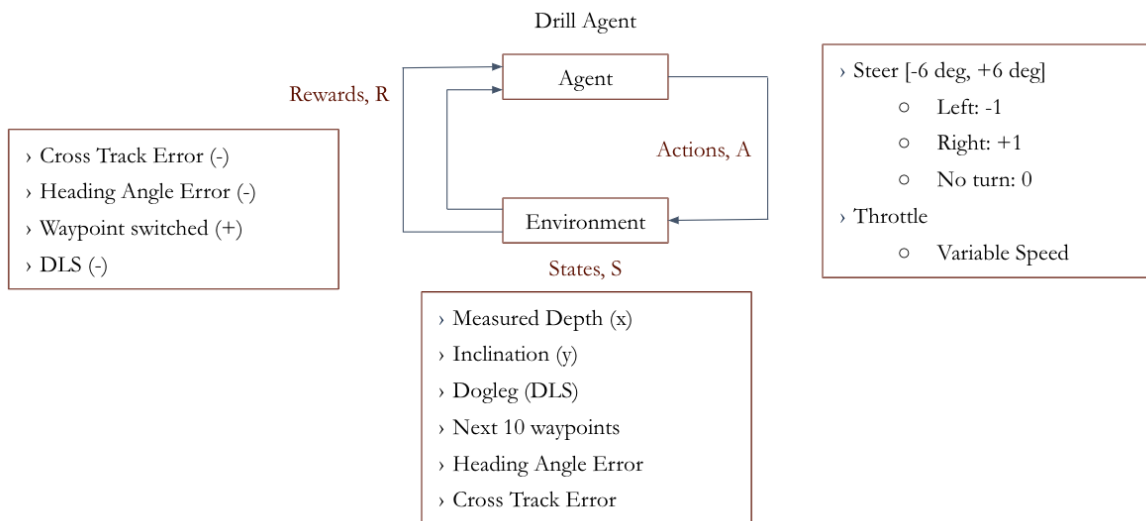 Drill Agent
Agent
Rewards, R
Actions, A
Environment
States, S
› Cross Track Error (-)
› Heading Angle Error (-)
› Waypoint switched (+)
› DLS (-)
› Steer [-6 deg, +6 deg]
○ Left: -1
○ Right: +1
○ No turn: 0
› Throttle
○ Variable Speed
› Measured Depth (x)
› Inclination (y)
› Dogleg (DLS)
› Next 10 waypoints
› Heading Angle Error
› Cross Track Error